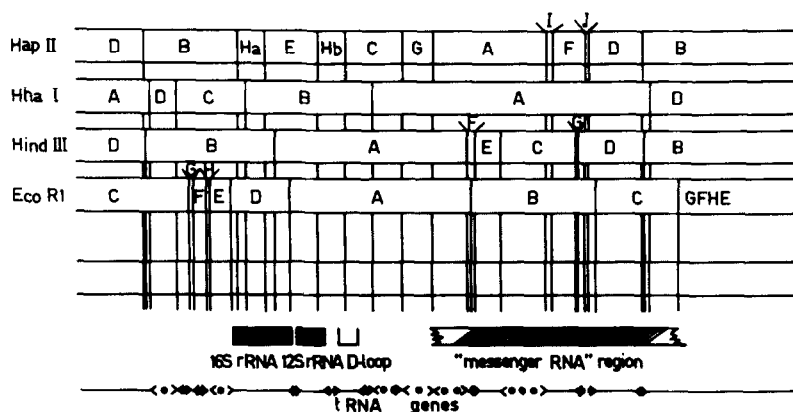 I J
Hap II D B Ha E Hb C G A F D B
Hha I A D C B A D
F G
Hind III D B A E C D B
G H
Eco R1 C F E D A B C GFHE
16S rRNA 12S rRNA D-loop "messenger RNA" region
tRNA genes